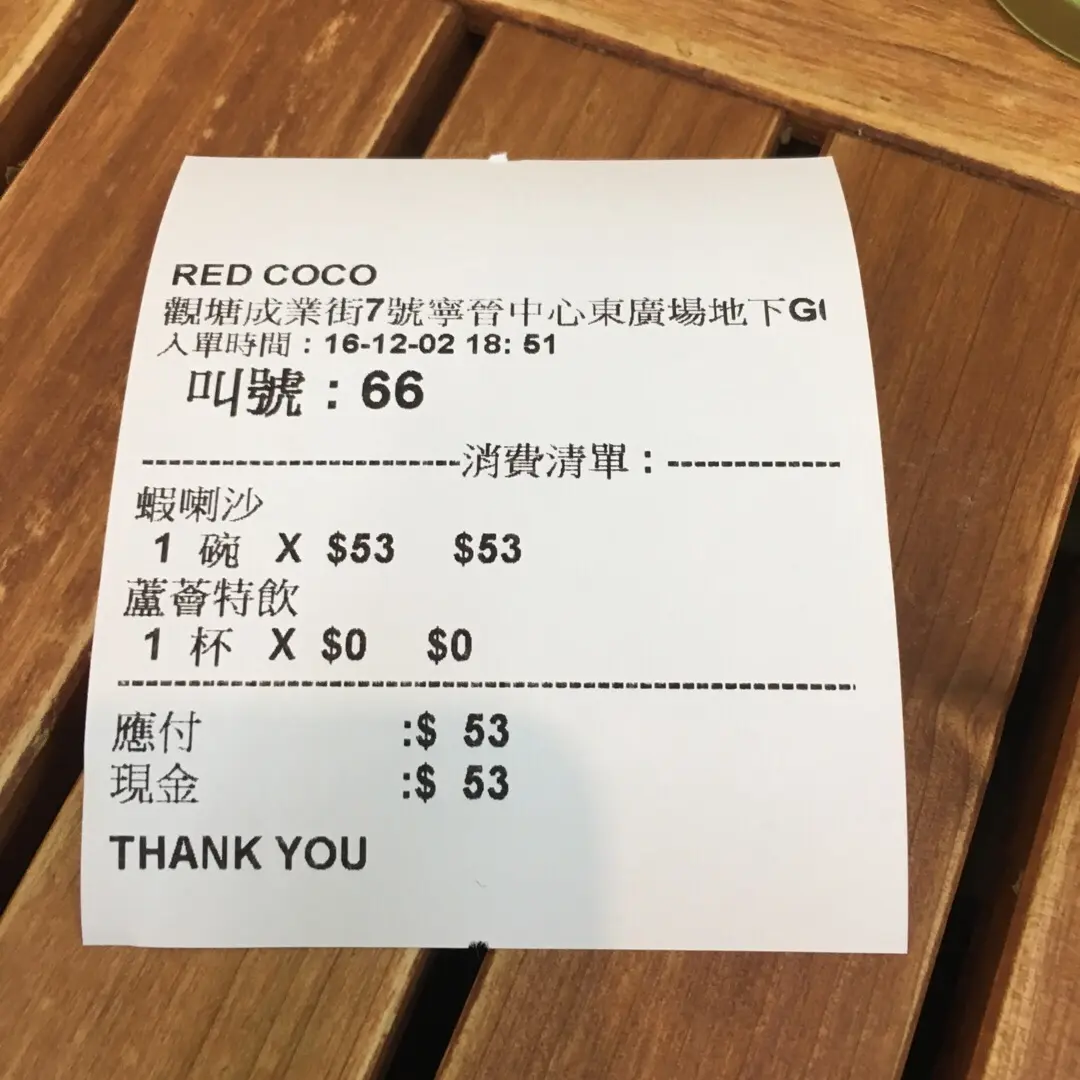 RED COCO
觀塘成業街7號寧晉中心東廣場地下G
入單時間：16-12-02 18: 51
叫號：66
--------------------------消費清單：---------------
蝦喇沙
1 碗 X $53 $53
蘆薈特飲
1 杯 X $0 $0
------------------------------------------------------------
應付 :$ 53
現金 :$ 53
THANK YOU